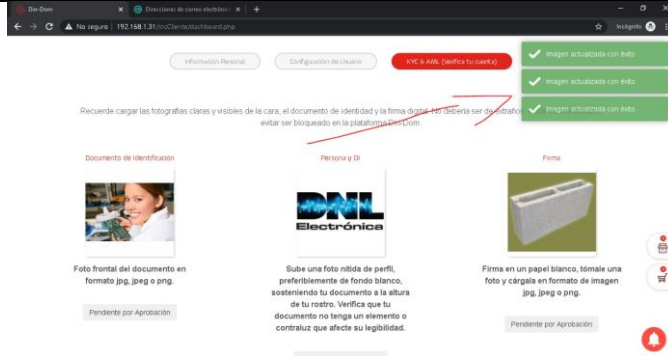 Din-Dom
Direcciones de correo electrónic
No seguro | 192.168.1.31/srcCliente/dashboard.php
Incógnito
Información Personal
Configuración de Usuario
KYC & AML (Verifica tu cuenta)
Imagen actualizada con éxito
Imagen actualizada con éxito
Imagen actualizada con éxito
Recuerde cargar las fotografías claras y visibles de la cara, el documento de identidad y la firma digital. No debería ser de extraños
evitar ser bloqueado en la plataforma Din-Dom
Documento de Identificación
Persona y DI
Firma
DNL
Electrónica
Foto frontal del documento en
formato jpg, jpeg o png.
Pendiente por Aprobación
Sube una foto nítida de perfil,
preferiblemente de fondo blanco,
sosteniendo tu documento a la altura
de tu rostro. Verifica que tu
documento no tenga un elemento o
contraluz que afecte su legibilidad.
Firma en un papel blanco, tómale una
foto y cárgala en formato de imagen
jpg, jpeg o png.
Pendiente por Aprobación